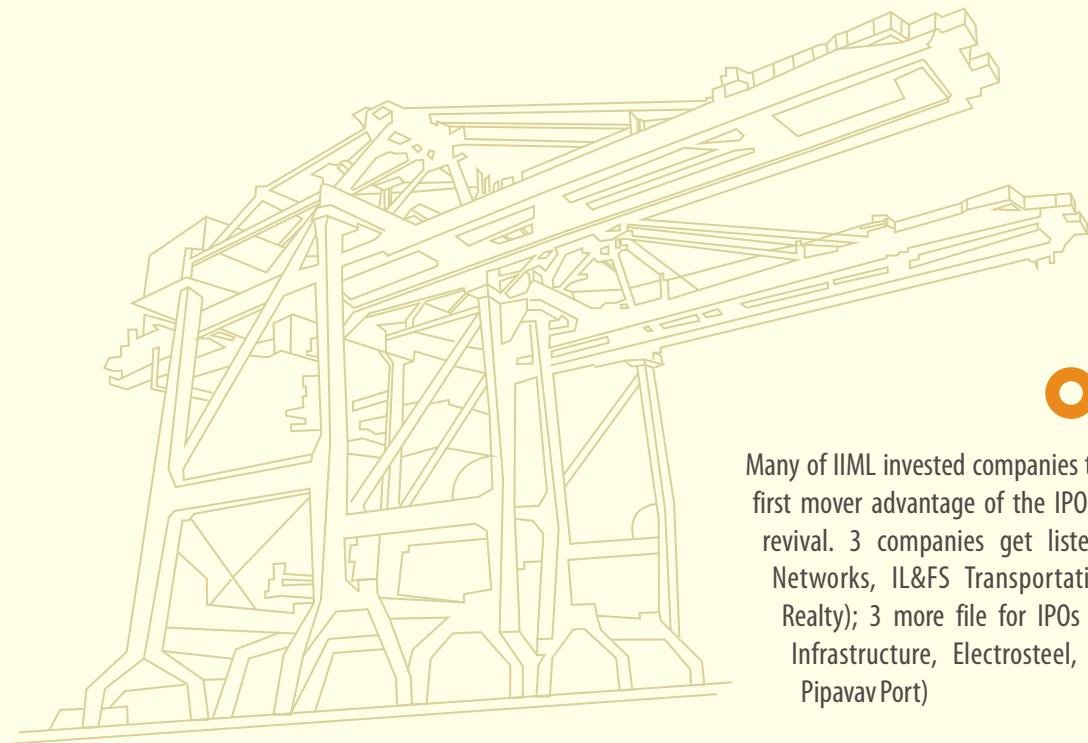 Many of IIML invested companies
first mover advantage of the IPO
revival. 3 companies get
Networks, IL&FS
Realty); 3 more file for IPOs
Infrastructure, Electrosteel,
Pipavav Port)